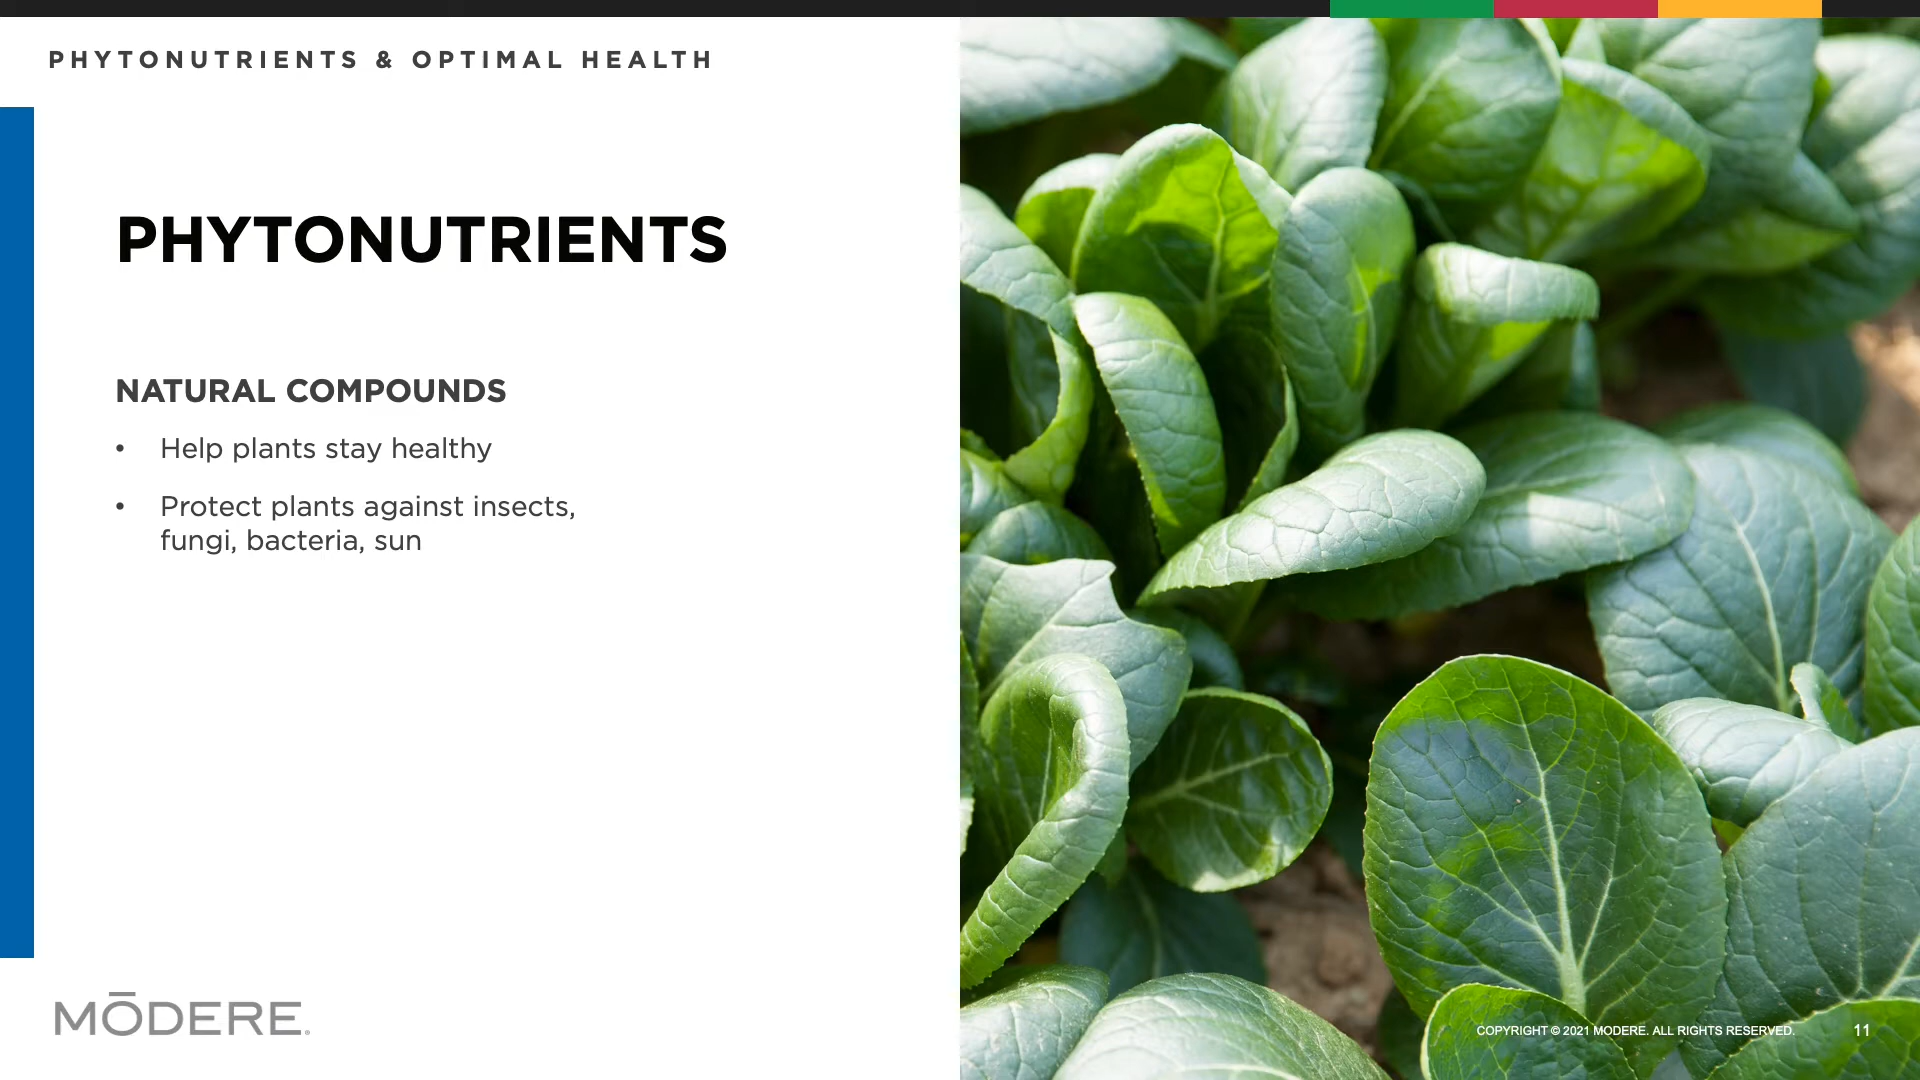 PHYTONUTRIENTS & OPTIMAL HEALTH
PHYTONUTRIENTS
NATURAL COMPOUNDS
• Help plants stay healthy
• Protect plants against insects,
fungi, bacteria, sun
MŌDERE.
COPYRIGHT © 2021 MODERE. ALL RIGHTS RESERVED.
11